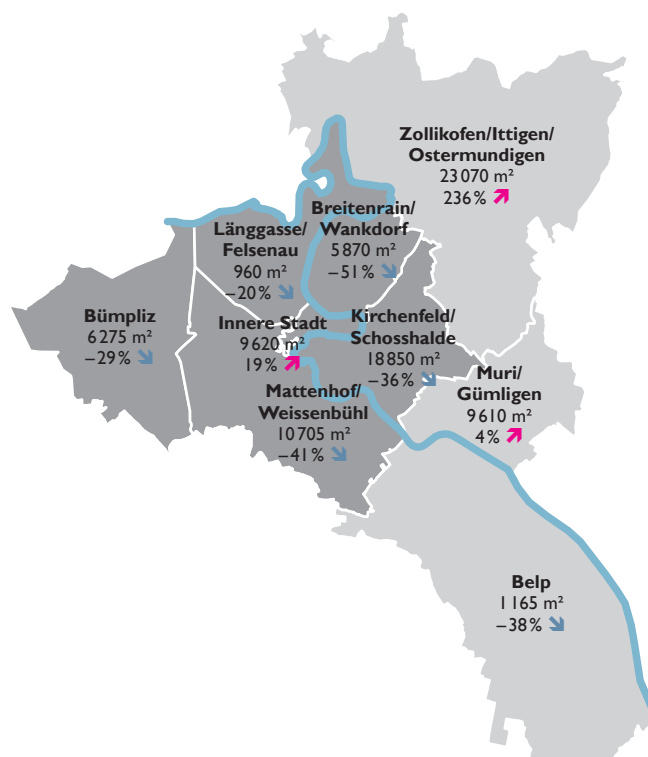 Zollikofen/Ittigen/
Ostermundigen
23 070 m²
236 %
Breitenrain/
Wankdorf
5 870 m²
–51 %
Länggasse/
Felsenau
960 m²
–20 %
Bümpliz
6 275 m²
–29 %
Innere Stadt
9 620 m²
19 %
Kirchenfeld/
Schosshalde
18 850 m²
–36 %
Muri/
Gümligen
9 610 m²
4 %
Mattenhof/
Weissenbühl
10 705 m²
–41 %
Belp
1 165 m²
–38 %